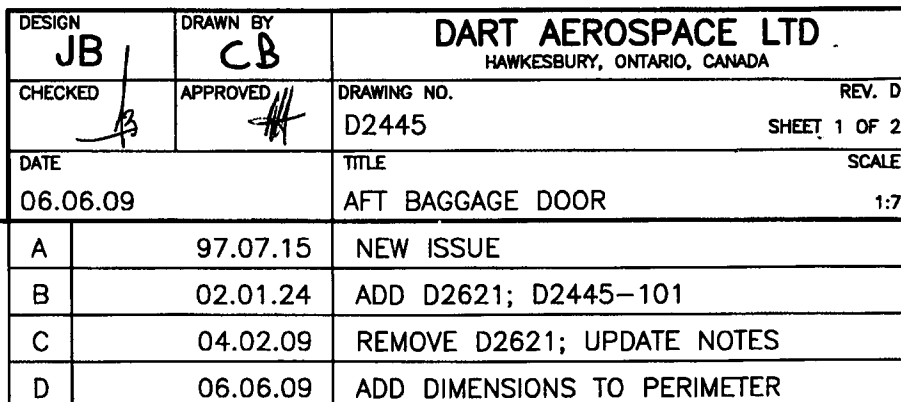 DESIGN
JB
DRAWN BY
CB
DART AEROSPACE LTD
HAWKESBURY, ONTARIO, CANADA
CHECKED
APPROVED
DRAWING NO.
D2445
REV. D
SHEET 1 OF 2
DATE
06.06.09
TITLE
AFT BAGGAGE DOOR
SCALE
1:7
A 97.07.15 NEW ISSUE
B 02.01.24 ADD D2621; D2445-101
C 04.02.09 REMOVE D2621; UPDATE NOTES
D 06.06.09 ADD DIMENSIONS TO PERIMETER